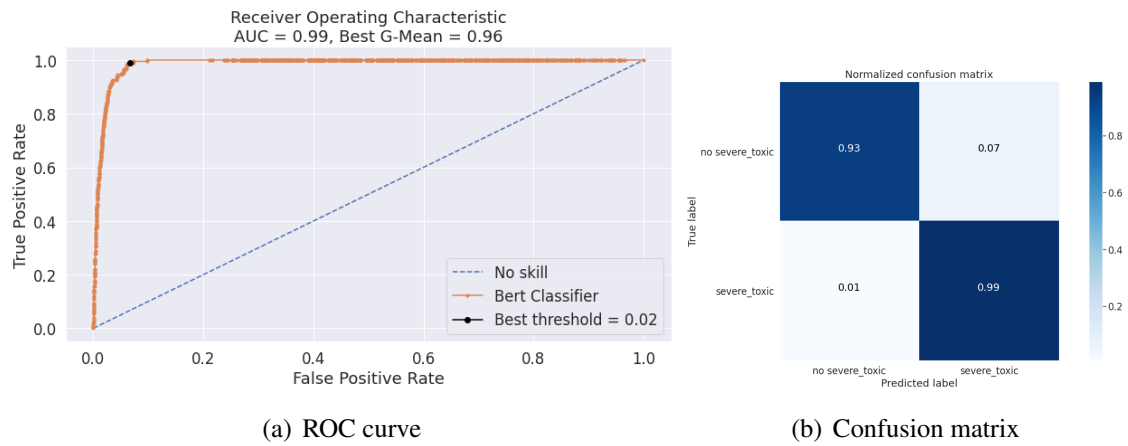 Receiver Operating Characteristic
AUC = 0.99, Best G-Mean = 0.96
1.0
0.8
0.6
0.4
0.2
0.0
True Positive Rate
No skill
Bert Classifier
Best threshold = 0.02
0.0 0.2 0.4 0.6 0.8 1.0
False Positive Rate
(a) ROC curve
Normalized confusion matrix
no severe_toxic
severe_toxic
True label
0.93 0.07
0.01 0.99
no severe_toxic severe_toxic
Predicted label
0.8
0.6
0.4
0.2
(b) Confusion matrix